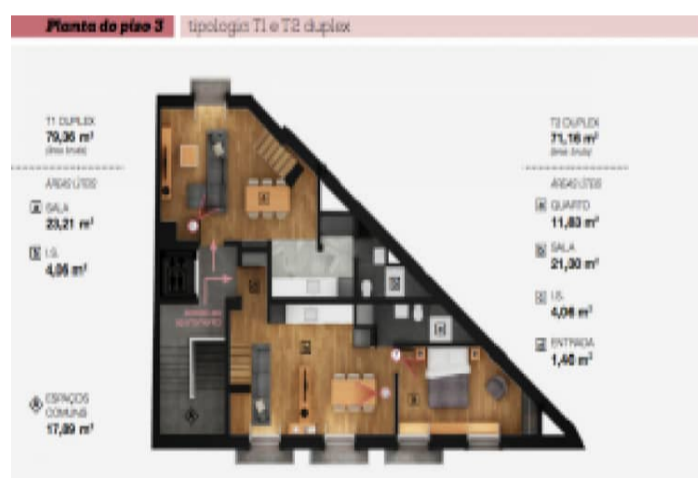 Planta do piso 3
tipologia T1 e T2 duplex
T1 DUPLEX
79,36 m²
(área bruta)
ÁREAS ÚTEIS
SALA
23,21 m²
I.S.
4,05 m²
ESPAÇOS
COMUNS
17,89 m²
T2 DUPLEX
71,16 m²
(área bruta)
ÁREAS ÚTEIS
QUARTO
11,83 m²
SALA
21,30 m²
I.S.
4,06 m²
ENTRADA
1,40 m²